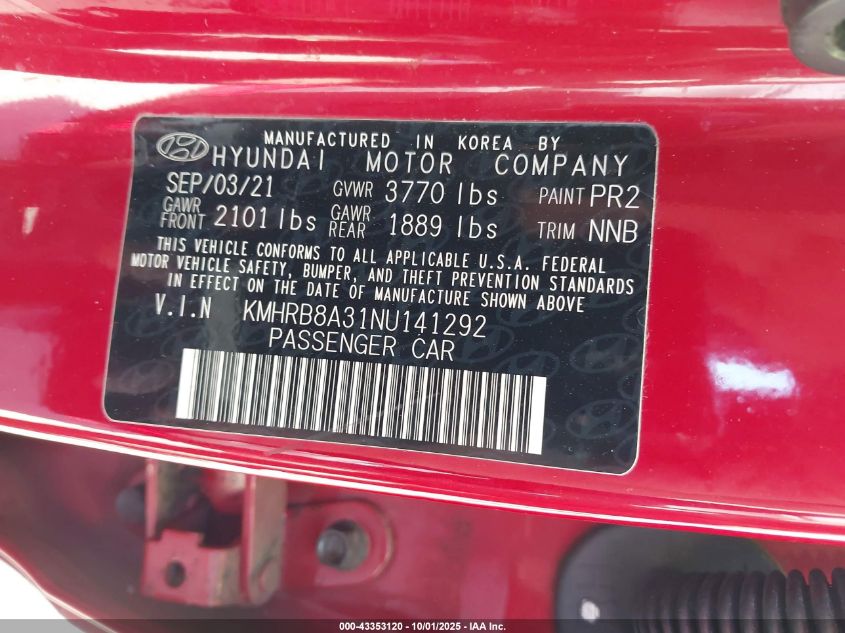 MANUFACTURED IN KOREA BY
HYUNDAI MOTOR COMPANY
SEP/03/21 GVWR 3770 lbs PAINT PR2
GAWR FRONT 2101 lbs GAWR REAR 1889 lbs TRIM NNB
THIS VEHICLE CONFORMS TO ALL APPLICABLE U.S.A. FEDERAL
MOTOR VEHICLE SAFETY, BUMPER, AND THEFT PREVENTION STANDARDS
IN EFFECT ON THE DATE OF MANUFACTURE SHOWN ABOVE
V.I.N KMHRB8A31NU141292
PASSENGER CAR
000-43353120 - 10/01/2025 - IAA Inc.